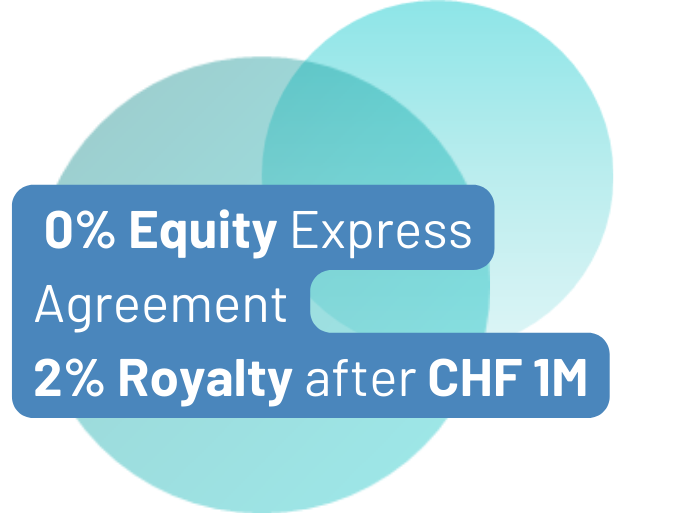 0% Equity Express
Agreement
2% Royalty after CHF 1M